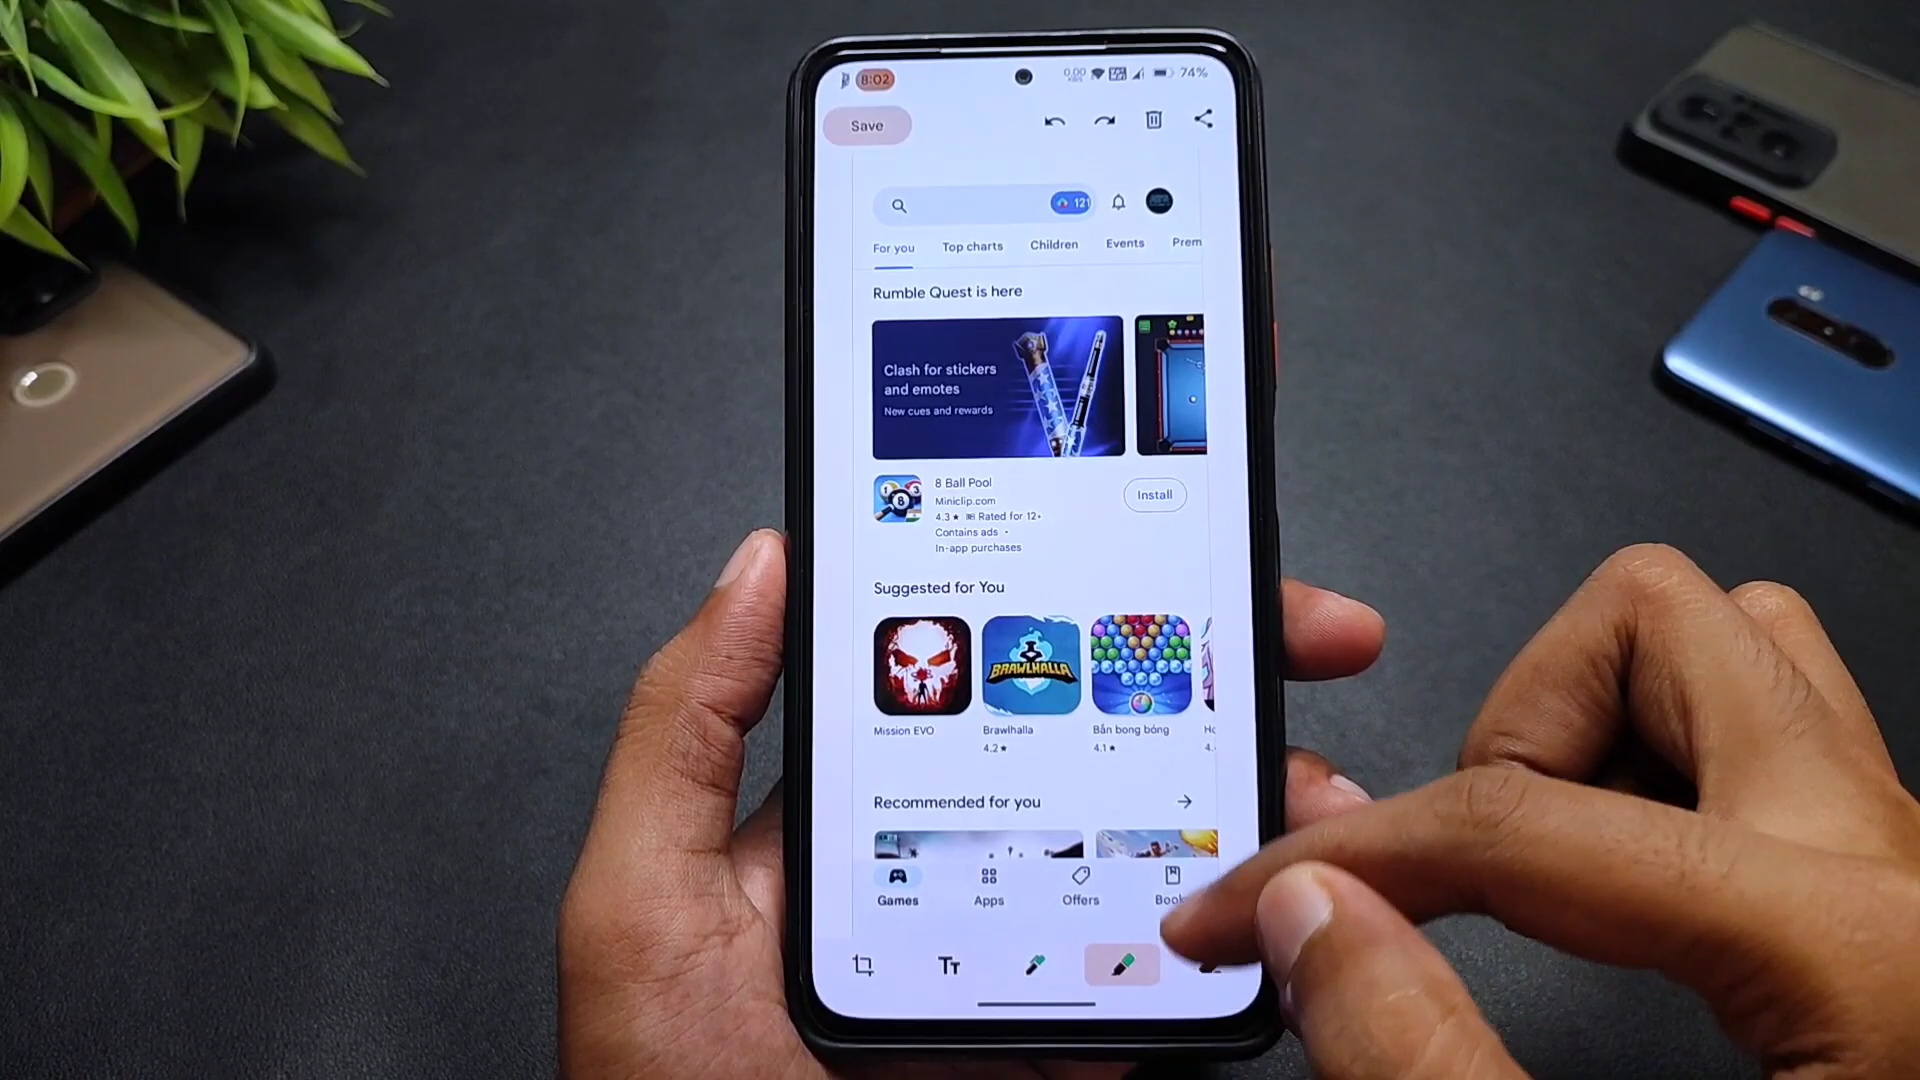 8:02
0.00
74%
Save
121
For you Top charts Children Events Prem
Rumble Quest is here
Clash for stickers
and emotes
New cues and rewards
8 Ball Pool
Miniclip.com
4.3 ★ Rated for 12+
Contains ads •
In-app purchases
Install
Suggested for You
BRAWLHALLA
Mission EVO
Brawlhalla
4.2 ★
Bắn bong bóng
4.1 ★
Recommended for you
Games Apps Offers Book
TT